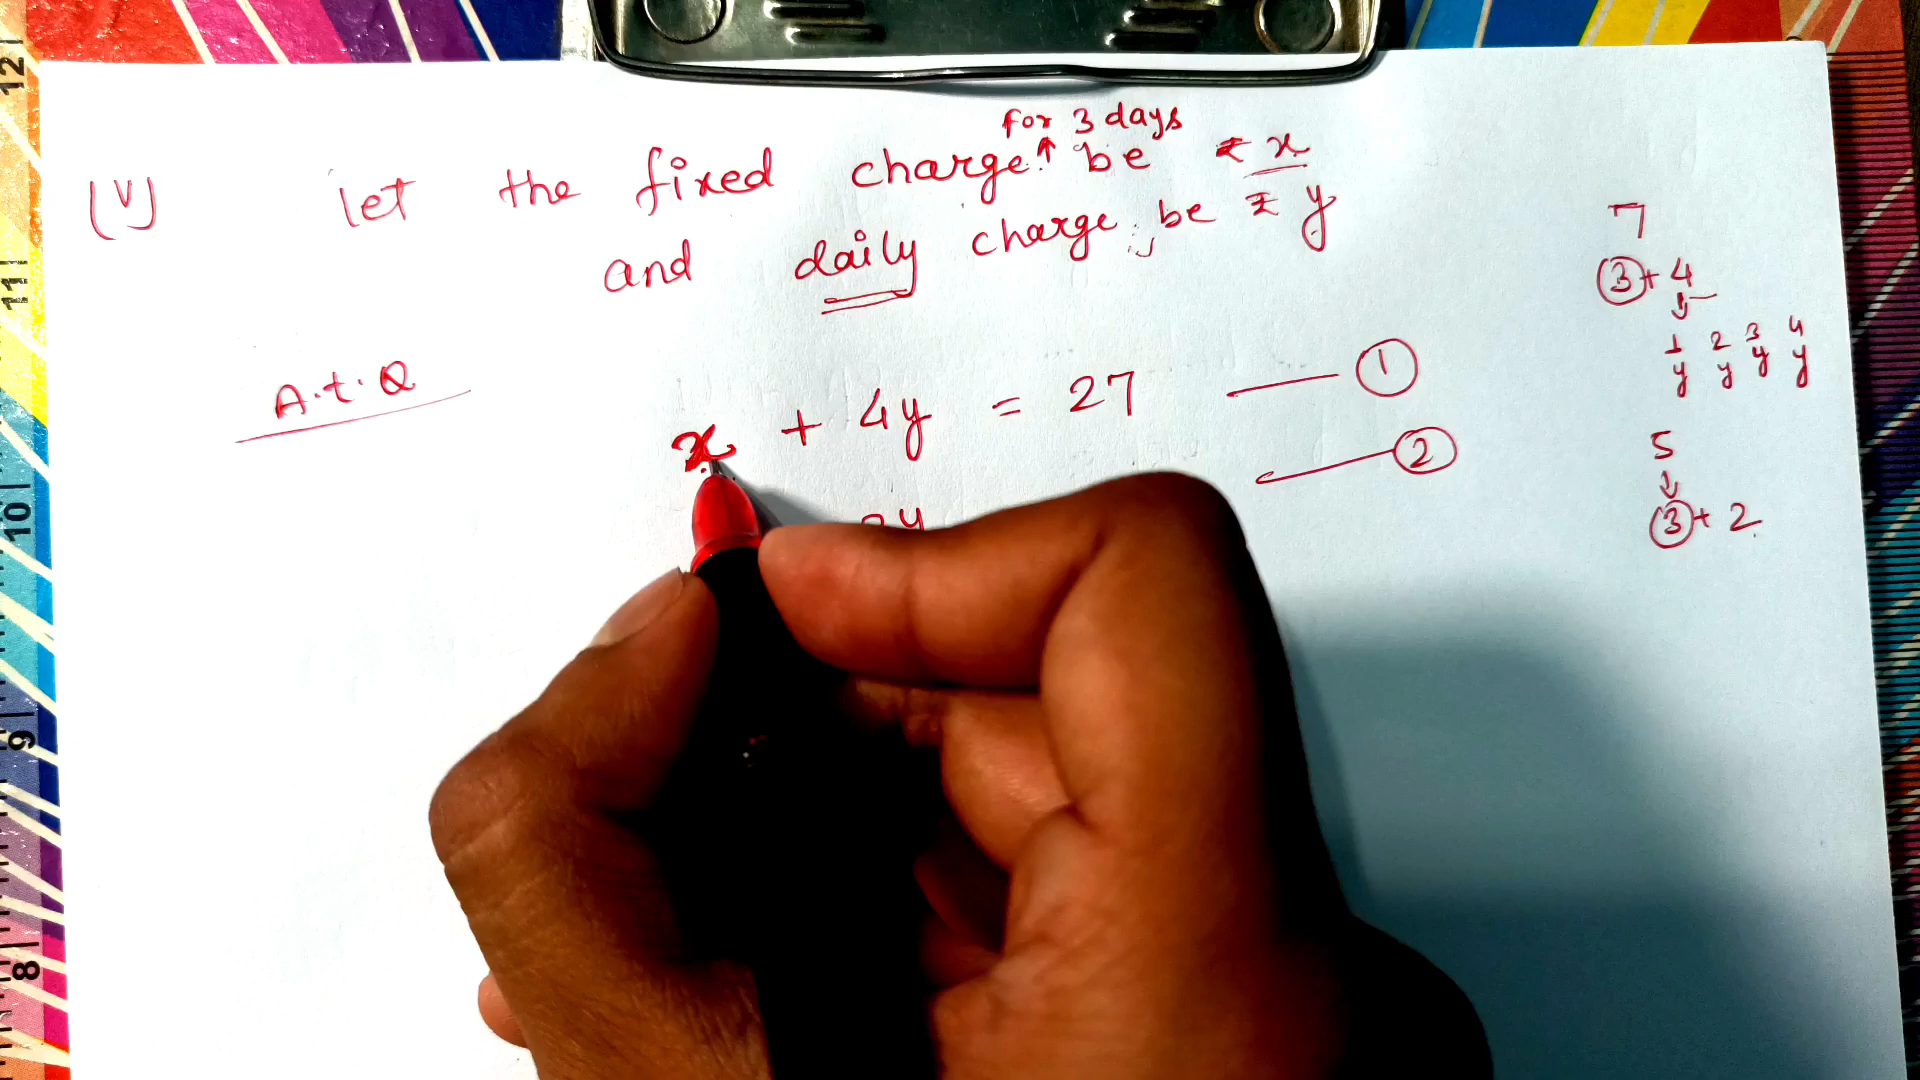 for 3 days
(V) let the fixed charge ↑ be ₹ x
and daily charge be ₹ y
A.t.Q
x + 4y = 27 — ①
2y — ②
7
③ + 4
1 2 3 4
y y y y
5
③ + 2
12
11
10
9
8